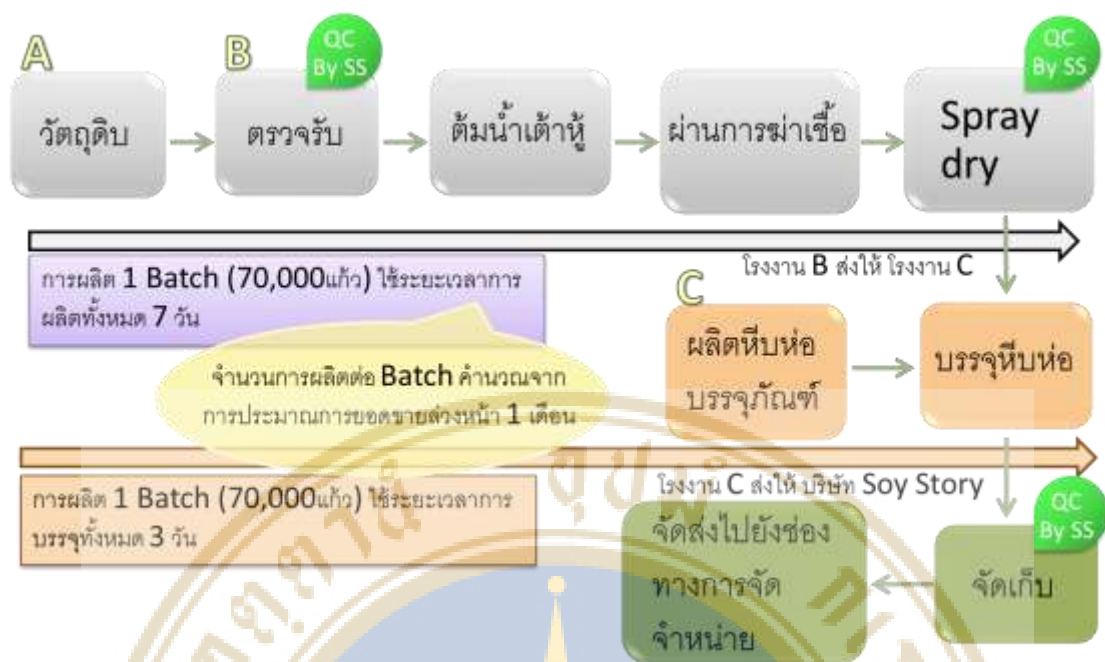 A
B
QC
By SS
QC
By SS
วัตถุดิบ
ตรวจรับ
ต้มน้ำเต้าหู้
ผ่านการฆ่าเชื้อ
Spray
dry
การผลิต 1 Batch (70,000แก้ว) ใช้ระยะเวลาการ
ผลิตทั้งหมด 7 วัน
โรงงาน B ส่งให้ โรงงาน C
C
ผลิตหีบห่อ
บรรจุภัณฑ์
บรรจุหีบห่อ
จำนวนการผลิตต่อ Batch คำนวณจาก
การประมาณการยอดขายล่วงหน้า 1 เดือน
การผลิต 1 Batch (70,000แก้ว) ใช้ระยะเวลาการ
บรรจุทั้งหมด 3 วัน
โรงงาน C ส่งให้ บริษัท Soy Story
QC
By SS
จัดส่งไปยังช่อง
ทางการจัด
จำหน่าย
จัดเก็บ